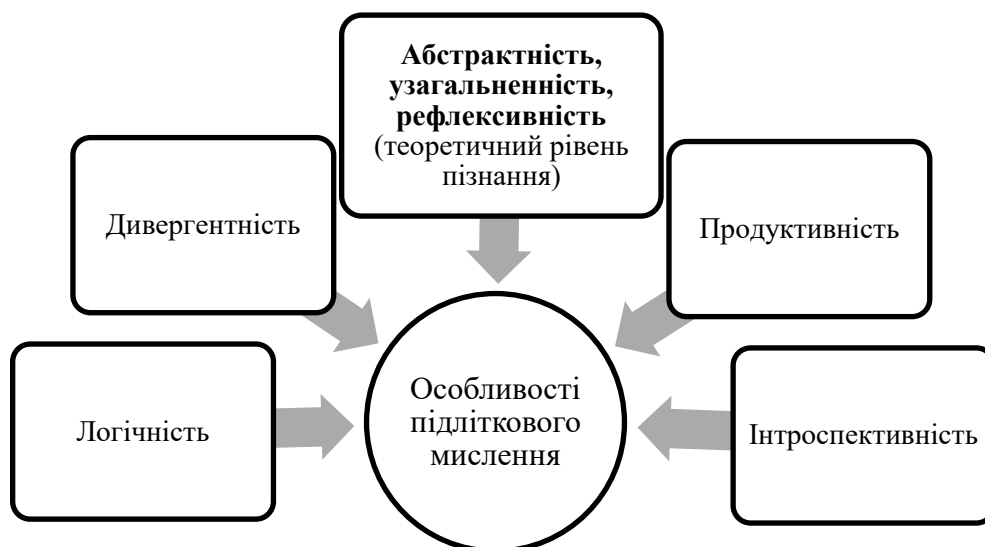 Абстрактність,
узагальненність,
рефлексивність
(теоретичний рівень
пізнання)
Дивергентність
Продуктивність
Логічність
Особливості
підліткового
мислення
Інтроспективність